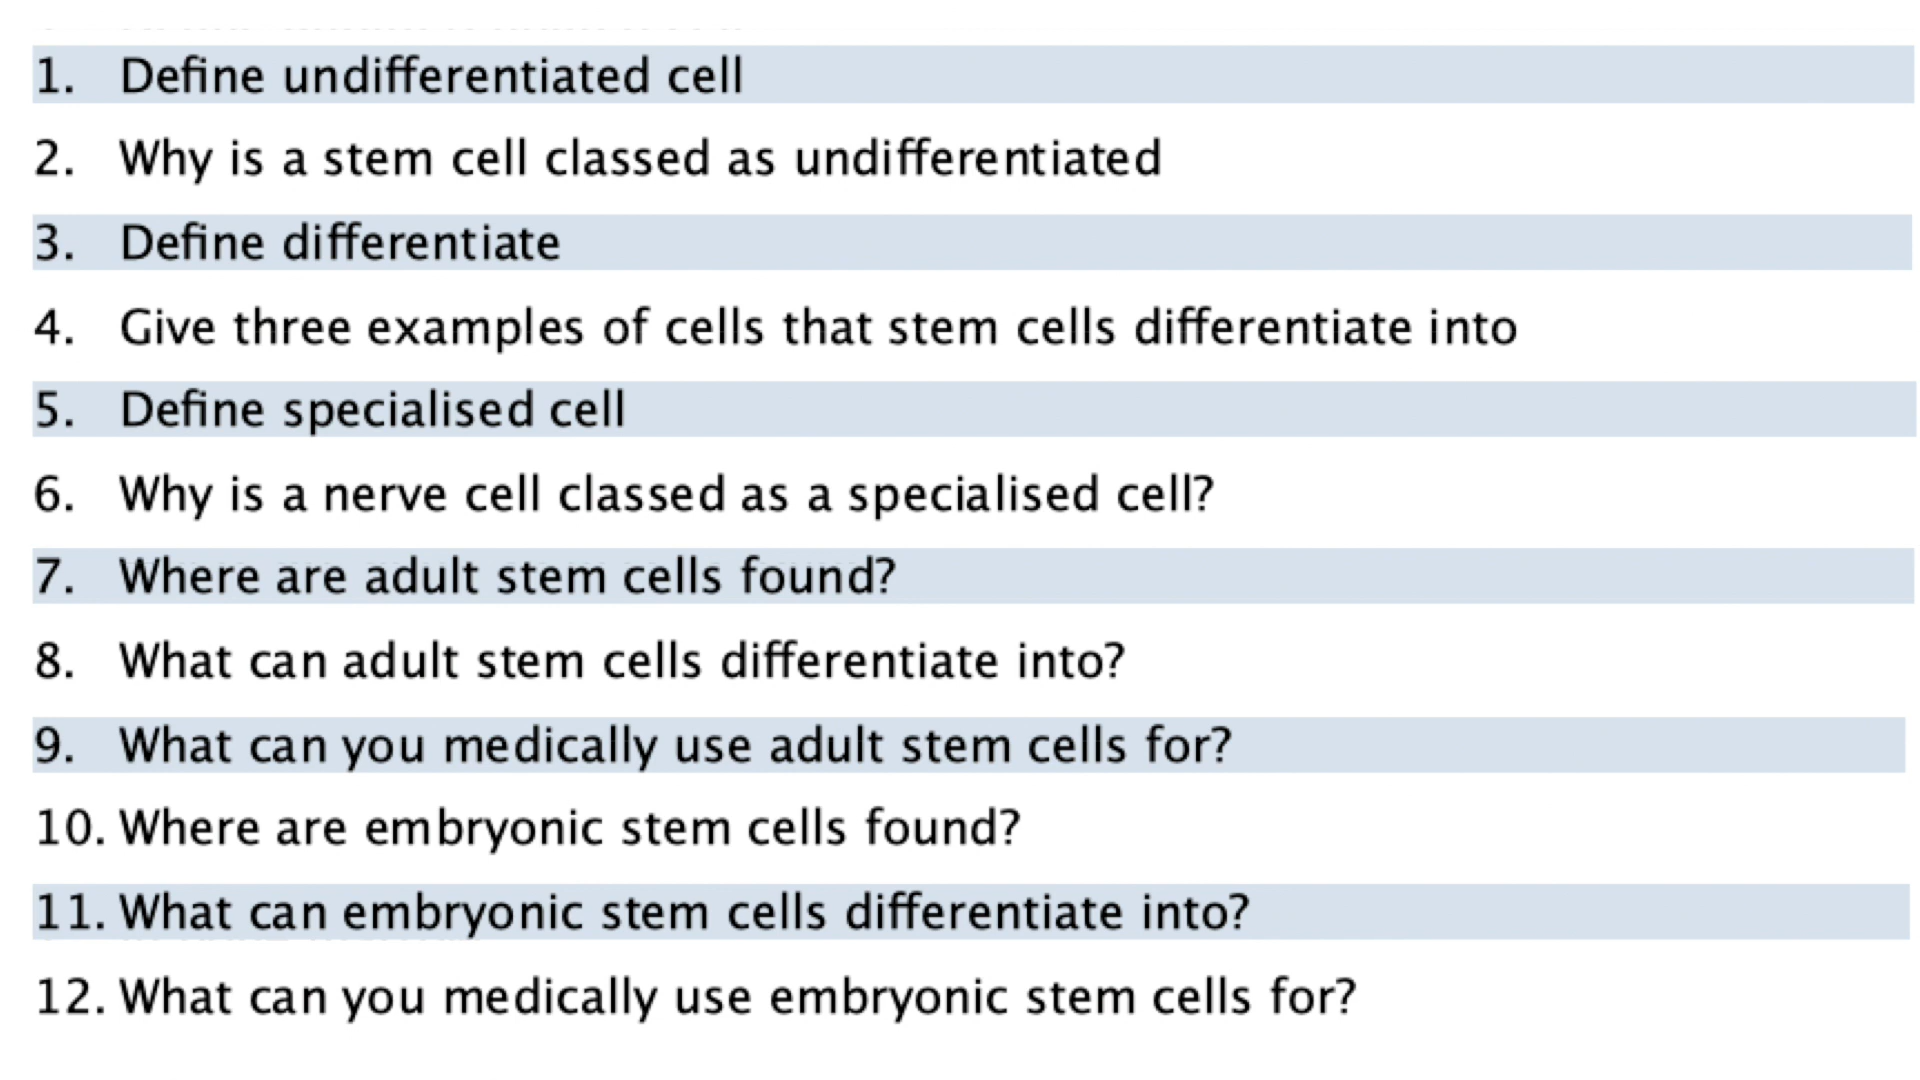 1. Define undifferentiated cell
2. Why is a stem cell classed as undifferentiated
3. Define differentiate
4. Give three examples of cells that stem cells differentiate into
5. Define specialised cell
6. Why is a nerve cell classed as a specialised cell?
7. Where are adult stem cells found?
8. What can adult stem cells differentiate into?
9. What can you medically use adult stem cells for?
10. Where are embryonic stem cells found?
11. What can embryonic stem cells differentiate into?
12. What can you medically use embryonic stem cells for?